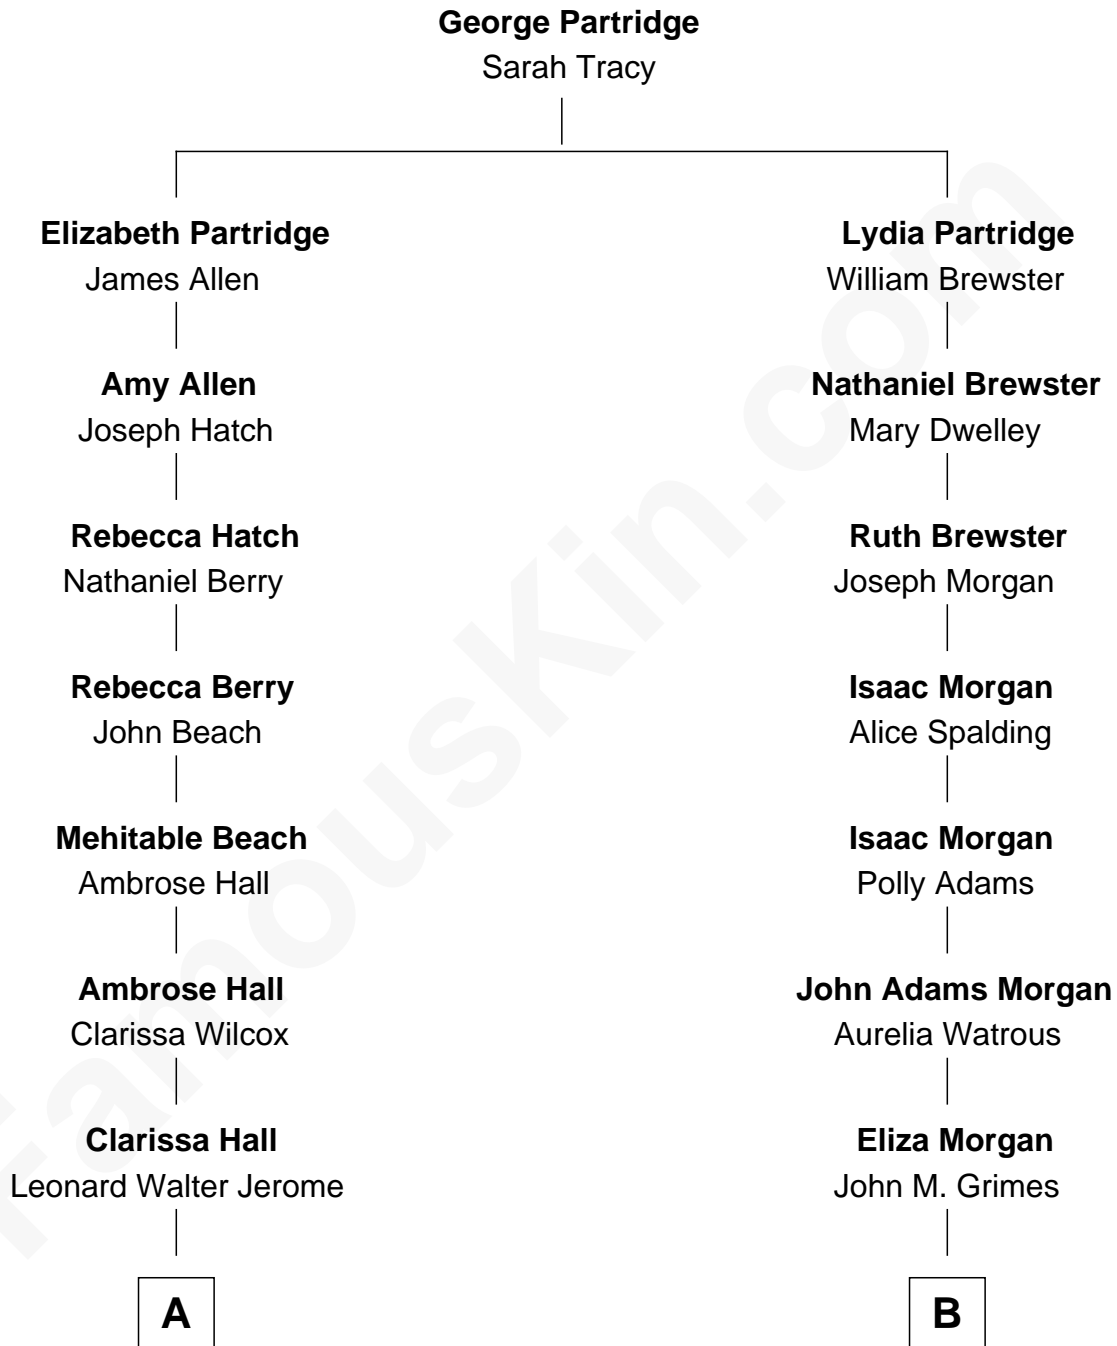 George Partridge
Sarah Tracy
Elizabeth Partridge
James Allen
Lydia Partridge
William Brewster
Amy Allen
Joseph Hatch
Nathaniel Brewster
Mary Dwelley
Rebecca Hatch
Nathaniel Berry
Ruth Brewster
Joseph Morgan
Rebecca Berry
John Beach
Isaac Morgan
Alice Spalding
Mehitable Beach
Ambrose Hall
Isaac Morgan
Polly Adams
Ambrose Hall
Clarissa Wilcox
John Adams Morgan
Aurelia Watrous
Clarissa Hall
Leonard Walter Jerome
Eliza Morgan
John M. Grimes
A
B
FamousKin.com